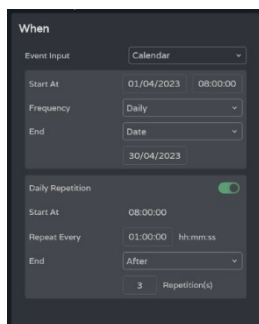 When
Event Input Calendar
Start At 01/04/2023 08:00:00
Frequency Daily
End Date
30/04/2023
Daily Repetition
Start At 08:00:00
Repeat Every 01:00:00 hh:mm:ss
End After
3 Repetition(s)